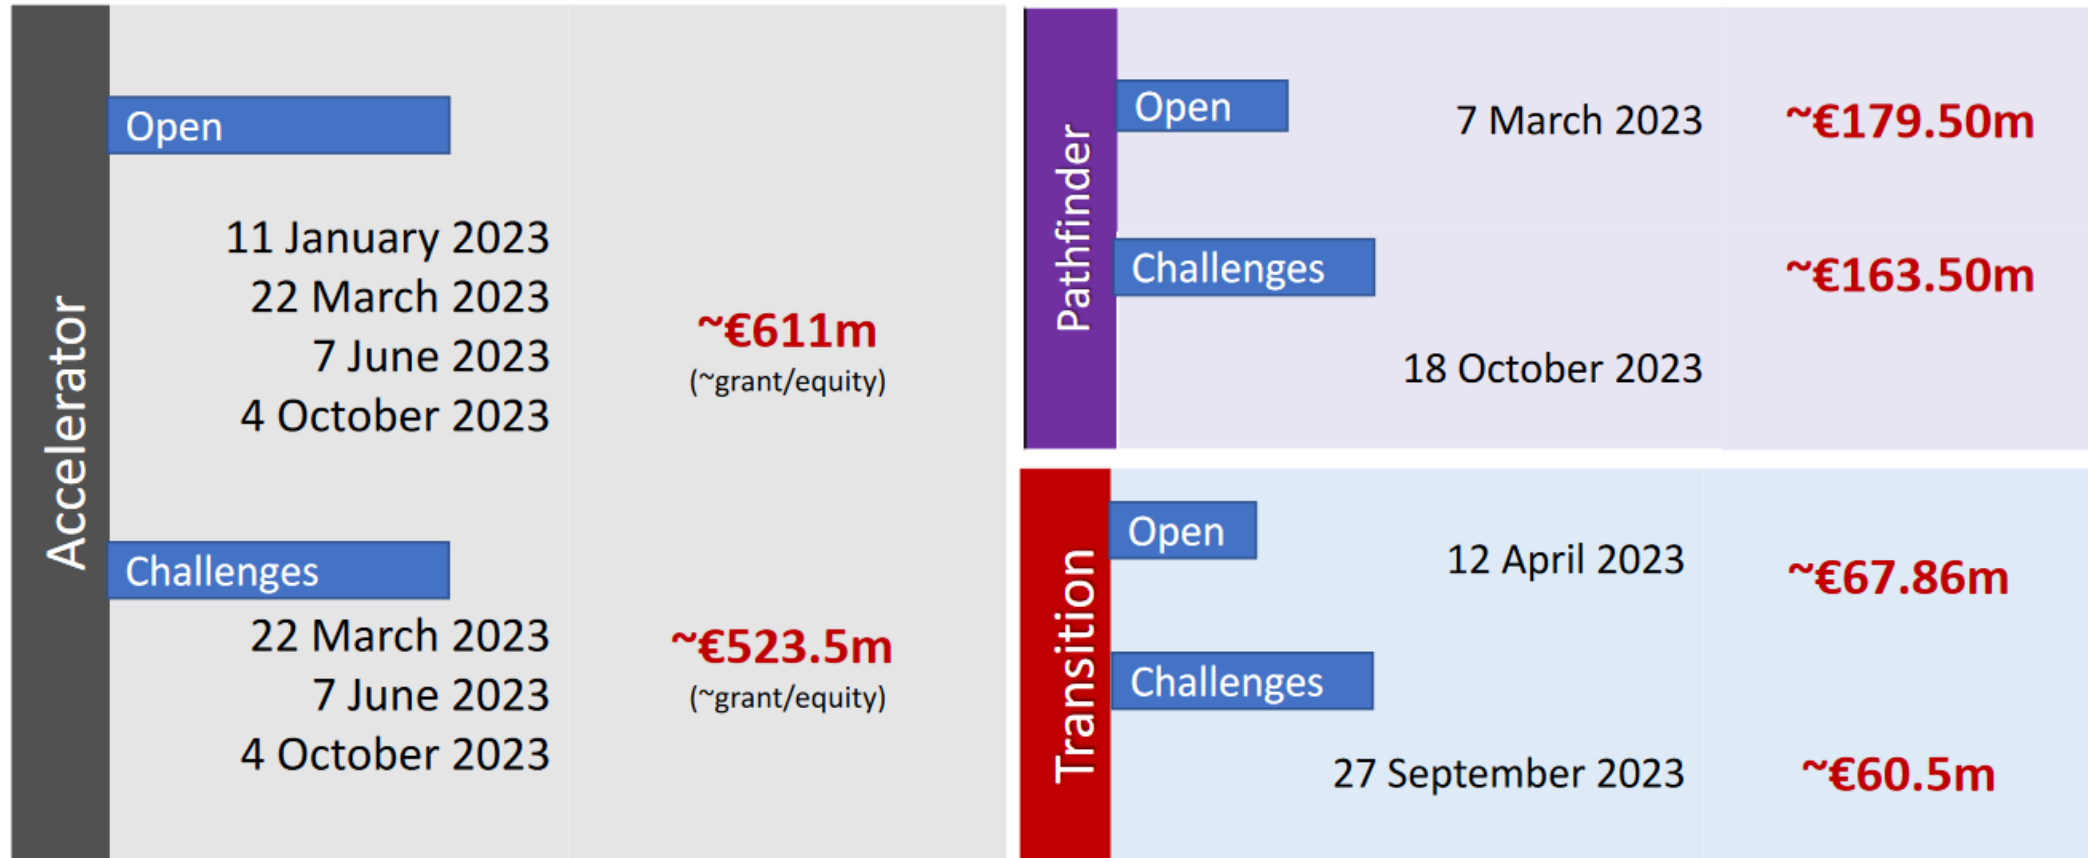 Accelerator
Open
11 January 2023
22 March 2023
7 June 2023
4 October 2023
~€611m
(~grant/equity)
Challenges
22 March 2023
7 June 2023
4 October 2023
~€523.5m
(~grant/equity)
Pathfinder
Open
7 March 2023
~€179.50m
Challenges
~€163.50m
18 October 2023
Transition
Open
12 April 2023
~€67.86m
Challenges
27 September 2023
~€60.5m